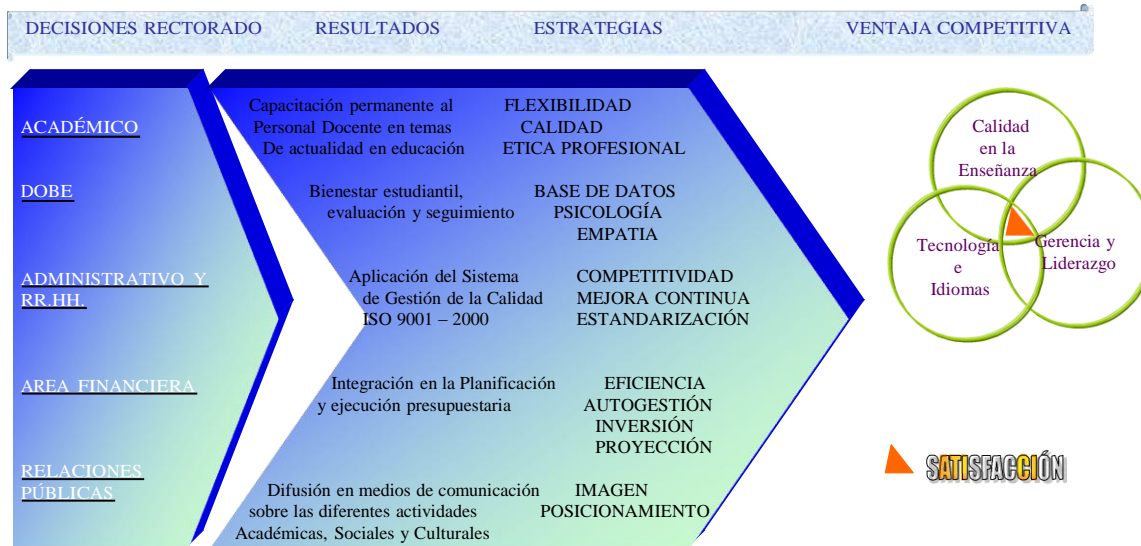 DECISIONES RECTORADO RESULTADOS ESTRATEGIAS VENTAJA COMPETITIVA
ACADÉMICO
Capacitación permanente al
Personal Docente en temas
De actualidad en educación
FLEXIBILIDAD
CALIDAD
ETICA PROFESIONAL
DOBE
Bienestar estudiantil,
evaluación y seguimiento
BASE DE DATOS
PSICOLOGÍA
EMPATIA
ADMINISTRATIVO Y
RR.HH.
Aplicación del Sistema
de Gestión de la Calidad
ISO 9001 – 2000
COMPETITIVIDAD
MEJORA CONTINUA
ESTANDARIZACIÓN
AREA FINANCIERA
Integración en la Planificación
y ejecución presupuestaria
EFICIENCIA
AUTOGESTIÓN
INVERSIÓN
PROYECCIÓN
RELACIONES
PÚBLICAS
Difusión en medios de comunicación
sobre las diferentes actividades
Académicas, Sociales y Culturales
IMAGEN
POSICIONAMIENTO
Calidad
en la
Enseñanza
Tecnología
e
Idiomas
Gerencia y
Liderazgo
SATISFACCIÓN